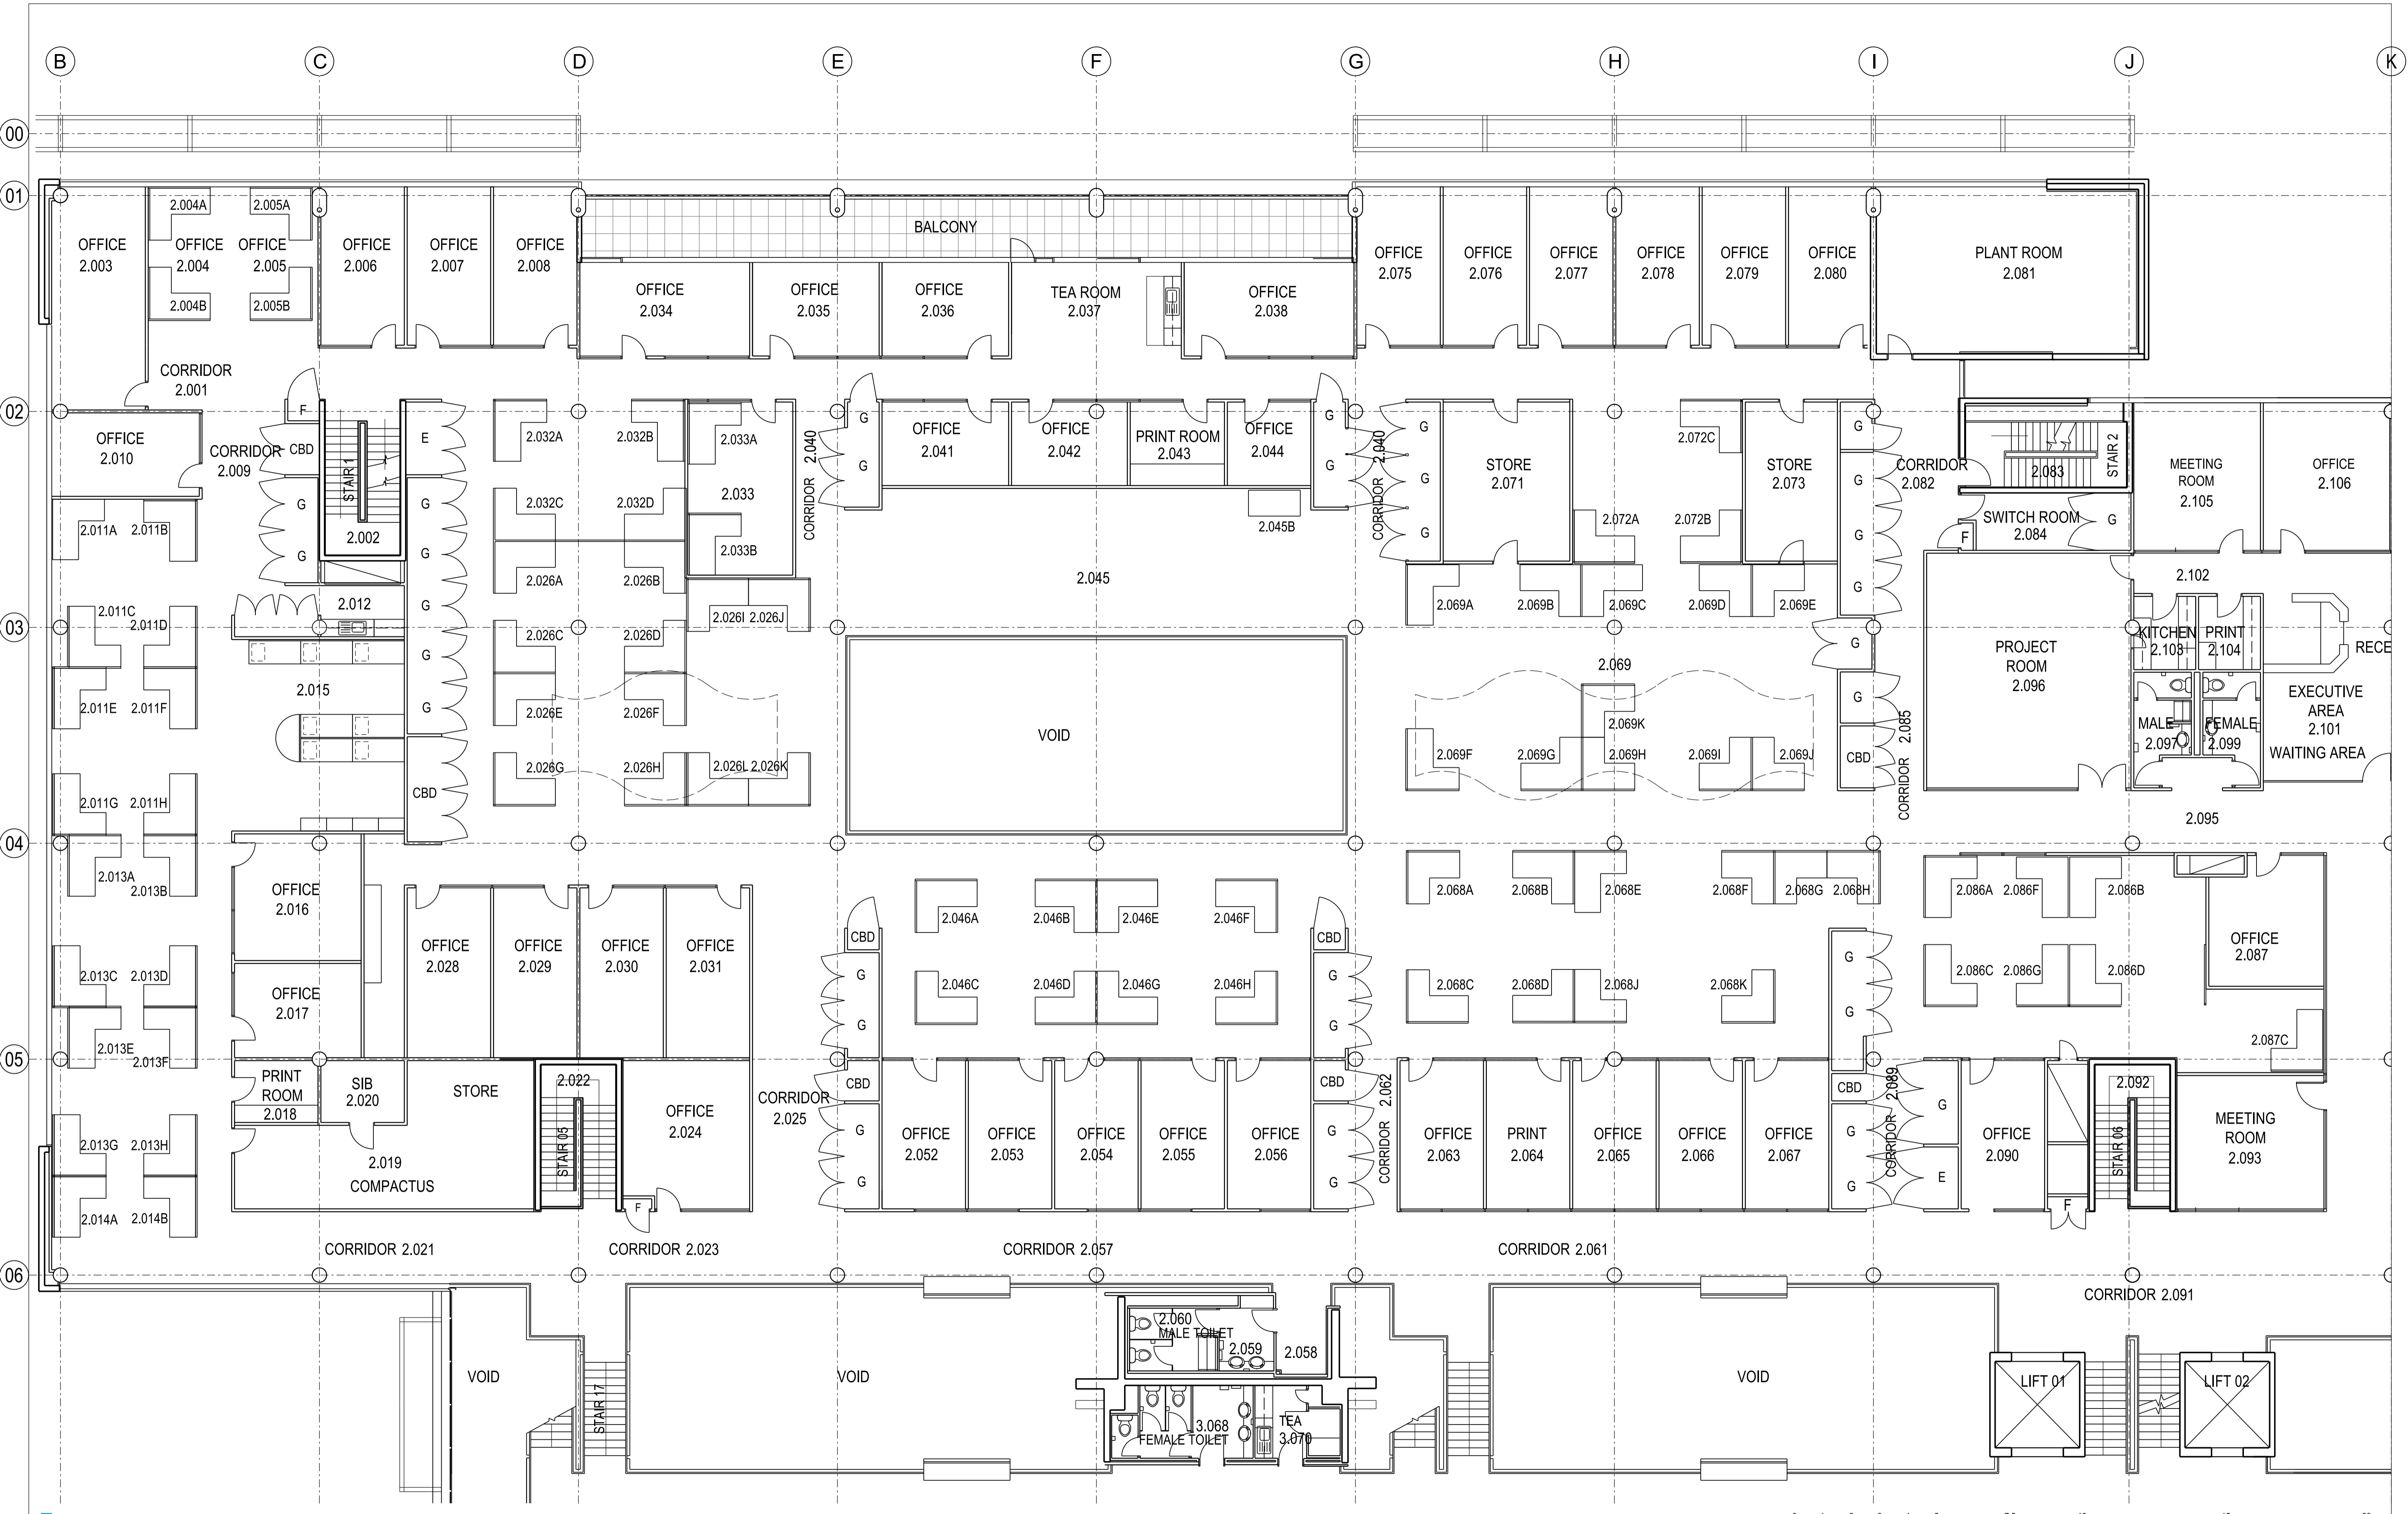 B
C
D
E
F
G
H
I
J
K
00
01
2.004A
2.005A
BALCONY
OFFICE
2.003
OFFICE
2.004
OFFICE
2.005
OFFICE
2.006
OFFICE
2.007
OFFICE
2.008
2.004B
2.005B
OFFICE
2.034
OFFICE
2.035
OFFICE
2.036
TEA ROOM
2.037
OFFICE
2.038
OFFICE
2.075
OFFICE
2.076
OFFICE
2.077
OFFICE
2.078
OFFICE
2.079
OFFICE
2.080
PLANT ROOM
2.081
CORRIDOR
2.001
02
F
OFFICE
2.010
CORRIDOR
2.009
CBD
STAIR 1
E
G
G
2.002
G
G
G
G
G
CBD
2.032A
2.032B
2.033A
2.032C
2.032D
2.033
2.033B
CORRIDOR 2.040
G
G
OFFICE
2.041
OFFICE
2.042
PRINT ROOM
2.043
OFFICE
2.044
2.045B
G
G
CORRIDOR 2.040
G
G
G
STORE
2.071
2.072C
2.072A
2.072B
STORE
2.073
G
G
G
G
CORRIDOR
2.082
2.083
STAIR 2
SWITCH ROOM
2.084
G
F
MEETING
ROOM
2.105
OFFICE
2.106
2.011A
2.011B
2.026A
2.026B
2.045
2.102
2.012
2.011C
2.011D
03
2.026C
2.026D
2.026I
2.026J
2.069A
2.069B
2.069C
2.069D
2.069E
G
KITCHEN
2.103
PRINT
2.104
RECE
PROJECT
ROOM
2.096
2.015
2.011E
2.011F
2.026E
2.026F
2.069
2.069K
G
CBD
CORRIDOR 2.085
MALE
2.097
FEMALE
2.099
EXECUTIVE
AREA
2.101
WAITING AREA
VOID
2.026G
2.026H
2.026L
2.026K
2.069F
2.069G
2.069H
2.069I
2.069J
2.011G
2.011H
2.095
04
2.013A
2.013B
OFFICE
2.016
2.046A
2.046B
2.046E
2.046F
2.068A
2.068B
2.068E
2.068F
2.068G
2.068H
2.086A
2.086F
2.086B
OFFICE
2.028
OFFICE
2.029
OFFICE
2.030
OFFICE
2.031
CBD
G
G
CBD
G
G
G
G
OFFICE
2.087
2.013C
2.013D
OFFICE
2.017
2.046C
2.046D
2.046G
2.046H
2.068C
2.068D
2.068J
2.068K
2.086C
2.086G
2.086D
2.013E
2.013F
2.087C
05
PRINT
ROOM
2.018
SIB
2.020
STORE
2.022
STAIR 05
OFFICE
2.024
CORRIDOR
2.025
CBD
G
G
OFFICE
2.052
OFFICE
2.053
OFFICE
2.054
OFFICE
2.055
OFFICE
2.056
CBD
G
G
CORRIDOR 2.062
OFFICE
2.063
PRINT
2.064
OFFICE
2.065
OFFICE
2.066
OFFICE
2.067
CBD
G
G
CORRIDOR 2.089
G
E
OFFICE
2.090
2.092
STAIR 06
F
MEETING
ROOM
2.093
2.013G
2.013H
2.019
COMPACTUS
2.014A
2.014B
F
CORRIDOR 2.021
CORRIDOR 2.023
CORRIDOR 2.057
CORRIDOR 2.061
06
CORRIDOR 2.091
2.060
MALE TOILET
2.059
2.058
VOID
STAIR 17
VOID
VOID
LIFT 01
LIFT 02
3.068
FEMALE TOILET
TEA
3.070